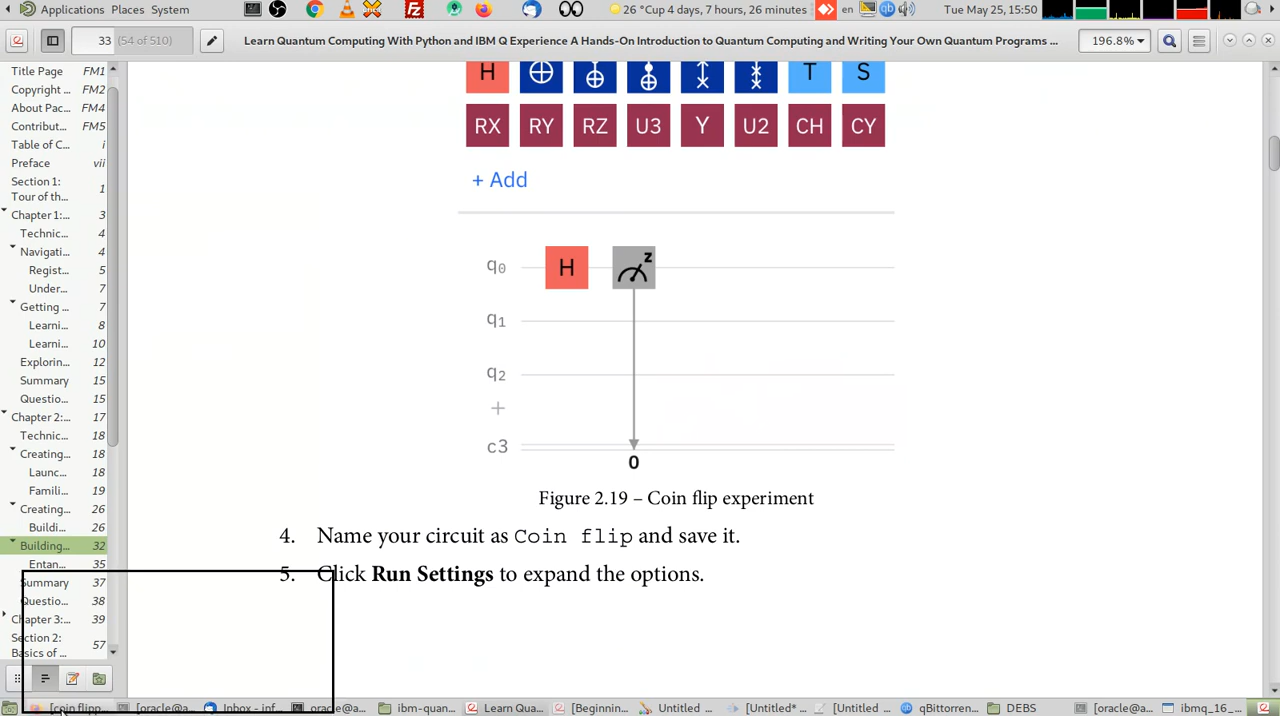 Applications Places System
26 °C
up 4 days, 7 hours, 26 minutes
en
Tue May 25, 15:50
33 (54 of 510)
Learn Quantum Computing With Python and IBM Q Experience A Hands-On Introduction to Quantum Computing and Writing Your Own Quantum Programs ...
196.8%
Title Page FM1
Copyright ... FM2
About Pac... FM4
Contribut... FM5
Table of C... i
Preface vii
Section 1:
Tour of th... 1
Chapter 1:... 3
Technic... 4
Navigati... 4
Regist... 5
Under... 7
Getting ... 7
Learni... 8
Learni... 10
Explorin... 12
Summary 15
Questio... 15
Chapter 2:... 17
Technic... 18
Creating... 18
Launc... 18
Famili... 19
Creating... 26
Buildi... 26
Building... 32
Entan... 35
Summary 37
Questio... 38
Chapter 3:... 39
Section 2:
Basics of ... 57
H T S
RX RY RZ U3 Y U2 CH CY
+ Add
q0 H z
q1
q2
+
c3
0
Figure 2.19 – Coin flip experiment
4. Name your circuit as Coin flip and save it.
5. Click Run Settings to expand the options.
[coin flipp...
[oracle@a...
Inbox - inf...
oracle@a...
ibm-quan...
Learn Qua...
[Beginnin...
Untitled ...
[Untitled* ...
[Untitled ...
qBittorren...
DEBS
[oracle@a...
ibmq_16_...